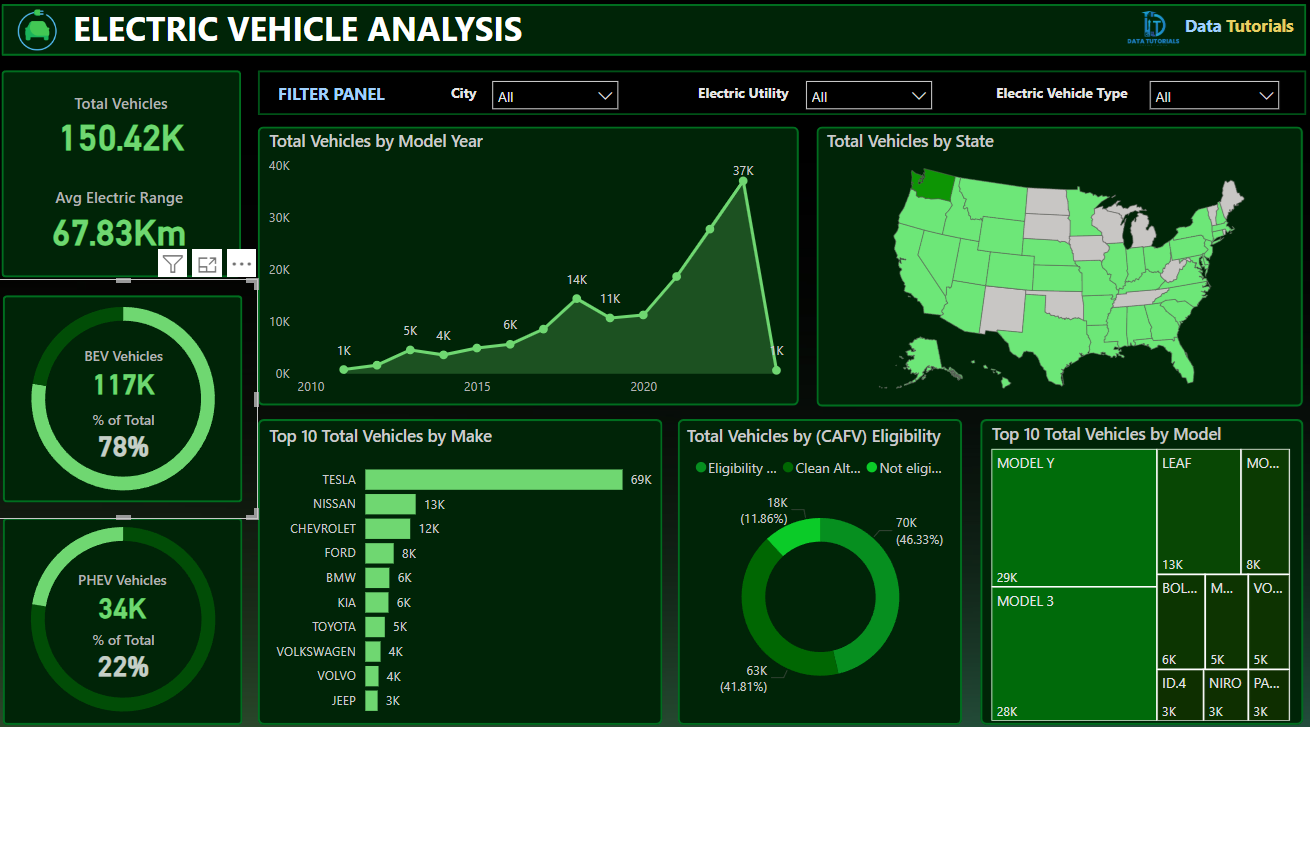 ELECTRIC VEHICLE ANALYSIS
DATA TUTORIALS
Data Tutorials
Total Vehicles
150.42K
Avg Electric Range
67.83Km
FILTER PANEL
City
All
Electric Utility
All
Electric Vehicle Type
All
Total Vehicles by Model Year
40K
30K
20K
10K
0K
1K
5K
4K
6K
14K
11K
37K
1K
2010
2015
2020
Total Vehicles by State
BEV Vehicles
117K
% of Total
78%
PHEV Vehicles
34K
% of Total
22%
Top 10 Total Vehicles by Make
TESLA 69K
NISSAN 13K
CHEVROLET 12K
FORD 8K
BMW 6K
KIA 6K
TOYOTA 5K
VOLKSWAGEN 4K
VOLVO 4K
JEEP 3K
Total Vehicles by (CAFV) Eligibility
Eligibility ... Clean Alt... Not eligi...
18K
(11.86%)
70K
(46.33%)
63K
(41.81%)
Top 10 Total Vehicles by Model
MODEL Y
29K
MODEL 3
28K
LEAF
13K
MO...
8K
BOL...
6K
M...
5K
VO...
5K
ID.4
3K
NIRO
3K
PA...
3K